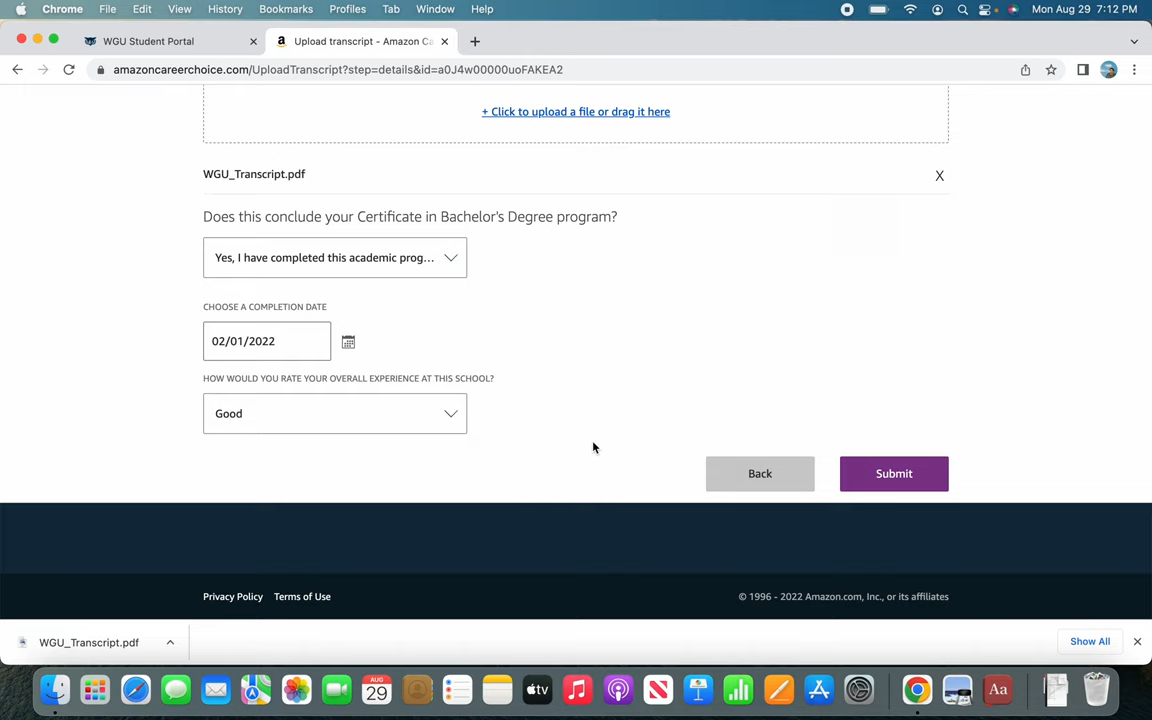 Chrome File Edit View History Bookmarks Profiles Tab Window Help Mon Aug 29 7:12 PM
WGU Student Portal
a Upload transcript - Amazon Ca
amazoncareerchoice.com/UploadTranscript?step=details&id=a0J4w00000uoFAKEA2
+ Click to upload a file or drag it here
WGU_Transcript.pdf X
Does this conclude your Certificate in Bachelor's Degree program?
Yes, I have completed this academic prog...
CHOOSE A COMPLETION DATE
02/01/2022
HOW WOULD YOU RATE YOUR OVERALL EXPERIENCE AT THIS SCHOOL?
Good
Back Submit
Privacy Policy Terms of Use © 1996 - 2022 Amazon.com, Inc., or its affiliates
WGU_Transcript.pdf Show All
AUG
29
tv
Aa